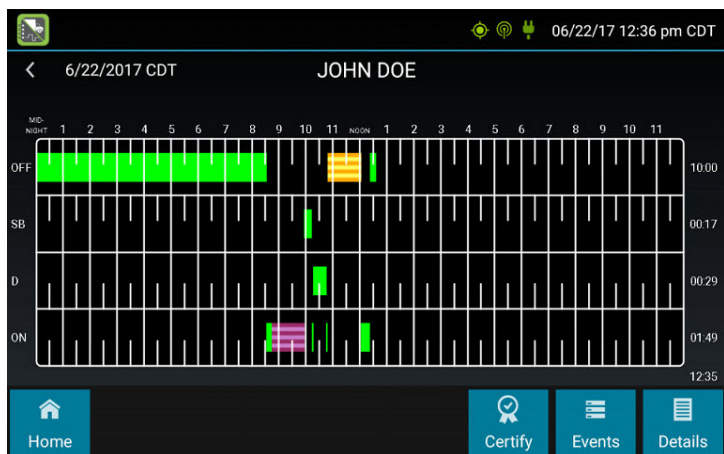 06/22/17 12:36 pm CDT
6/22/2017 CDT JOHN DOE
MID-
NIGHT 1 2 3 4 5 6 7 8 9 10 11 NOON 1 2 3 4 5 6 7 8 9 10 11
OFF 10:00
SB 00:17
D 00:29
ON 01:49
12:35
Home Certify Events Details